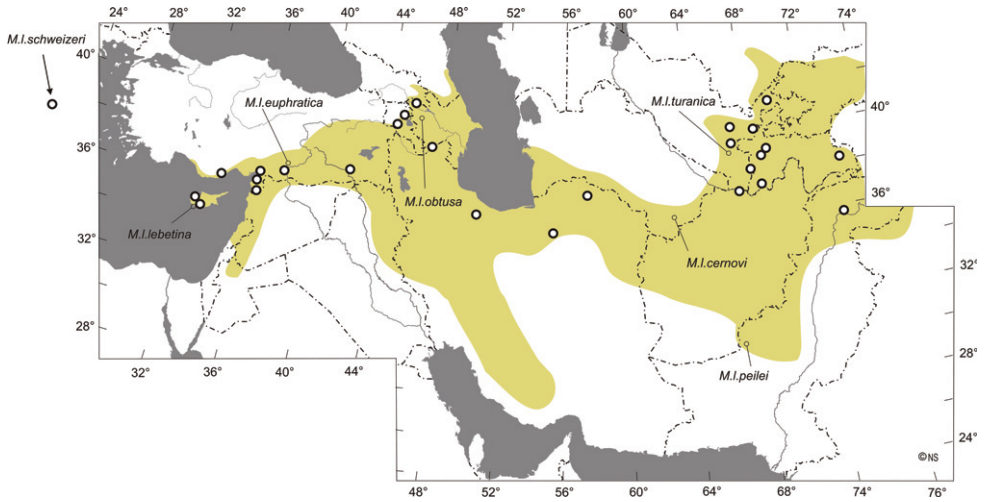 24° 28° 32° 36° 40° 44° 48° 52° 56° 60° 64° 68° 72° 76°
M.l.schweizeri
40°
40°
M.l.euphratica
M.l.turanica
36°
36°
M.l.obtusa
M.l.lebetina
32°
M.l.cernovi
32°
28°
28°
M.l.peilei
32° 36° 40° 44°
24°
©NS
48° 52° 56° 60° 64° 68° 72° 76°